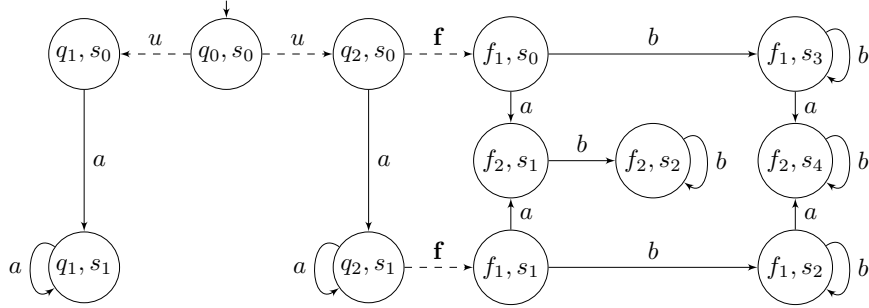 q₁, s₀ u q₀, s₀ u q₂, s₀ f f₁, s₀ b f₁, s₃ b
a a a a
f₂, s₁ b f₂, s₂ b f₂, s₄ b
a a
a q₁, s₁ a q₂, s₁ f f₁, s₁ b f₁, s₂ b